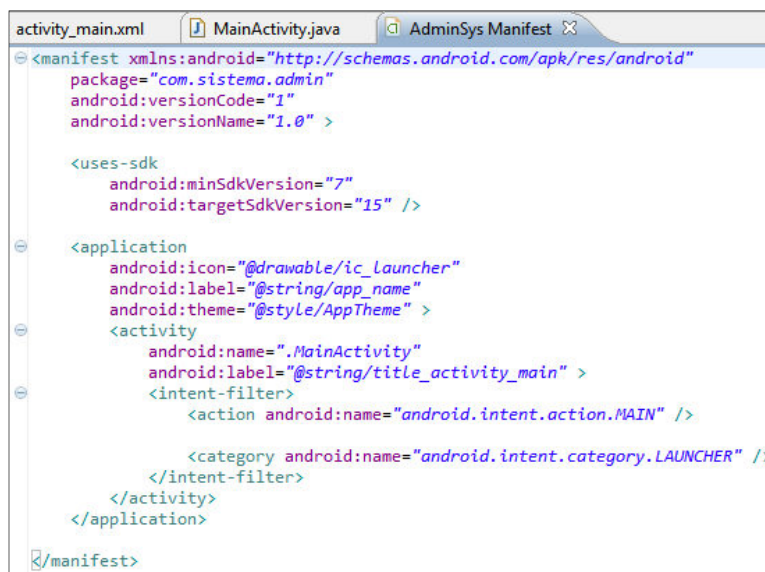 activity_main.xml MainActivity.java AdminSys Manifest
<manifest xmlns:android="http://schemas.android.com/apk/res/android"
package="com.sistema.admin"
android:versionCode="1"
android:versionName="1.0" >
<uses-sdk
android:minSdkVersion="7"
android:targetSdkVersion="15" />
<application
android:icon="@drawable/ic_launcher"
android:label="@string/app_name"
android:theme="@style/AppTheme" >
<activity
android:name=".MainActivity"
android:label="@string/title_activity_main" >
<intent-filter>
<action android:name="android.intent.action.MAIN" />
<category android:name="android.intent.category.LAUNCHER" /
</intent-filter>
</activity>
</application>
</manifest>